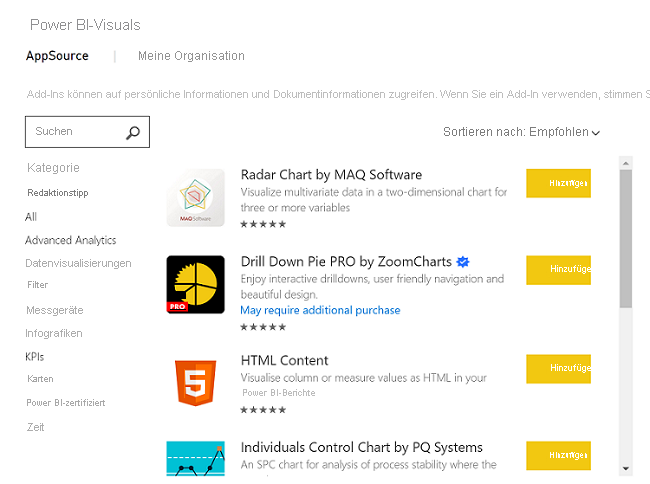 Power BI-Visuals
AppSource | Meine Organisation
Add-Ins können auf persönliche Informationen und Dokumentinformationen zugreifen. Wenn Sie ein Add-In verwenden, stimmen S
Suchen
Sortieren nach: Empfohlen
Kategorie
Redaktionstipp
All
Advanced Analytics
Datenvisualisierungen
Filter
Messgeräte
Infografiken
KPIs
Karten
Power BI-zertifiziert
Zeit
MAQ Software
Radar Chart by MAQ Software
Visualize multivariate data in a two-dimensional chart for
three or more variables
Hinzufügen
PRO
Drill Down Pie PRO by ZoomCharts
Enjoy interactive drilldowns, user friendly navigation and
beautiful design.
May require additional purchase
Hinzufüge
5
HTML Content
Visualise column or measure values as HTML in your
Power BI-Berichte
Hinzufüge
Individuals Control Chart by PQ Systems
An SPC chart for analysis of process stability where the
Hinzufügen